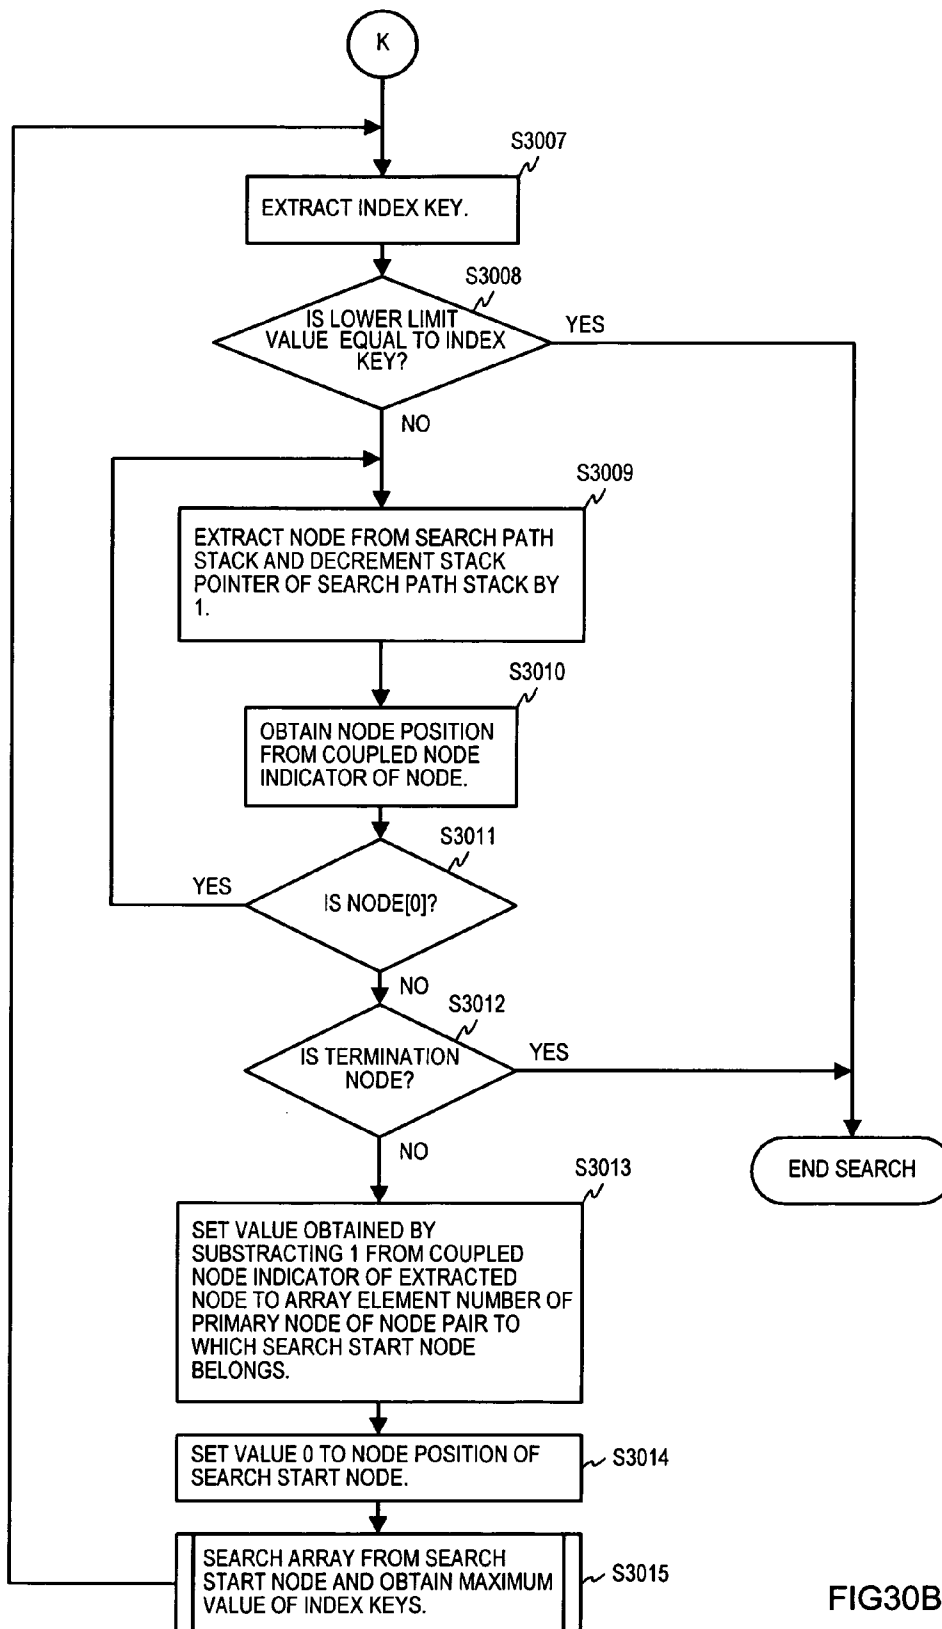 K
S3007
EXTRACT INDEX KEY.
S3008
IS LOWER LIMIT
VALUE EQUAL TO INDEX
KEY?
YES
NO
S3009
EXTRACT NODE FROM SEARCH PATH
STACK AND DECREMENT STACK
POINTER OF SEARCH PATH STACK BY
1.
S3010
OBTAIN NODE POSITION
FROM COUPLED NODE
INDICATOR OF NODE.
S3011
YES
IS NODE[0]?
NO
S3012
IS TERMINATION
NODE?
YES
NO
END SEARCH
S3013
SET VALUE OBTAINED BY
SUBSTRACTING 1 FROM COUPLED
NODE INDICATOR OF EXTRACTED
NODE TO ARRAY ELEMENT NUMBER OF
PRIMARY NODE OF NODE PAIR TO
WHICH SEARCH START NODE
BELONGS.
SET VALUE 0 TO NODE POSITION OF
SEARCH START NODE.
S3014
SEARCH ARRAY FROM SEARCH
START NODE AND OBTAIN MAXIMUM
VALUE OF INDEX KEYS.
S3015
FIG30B